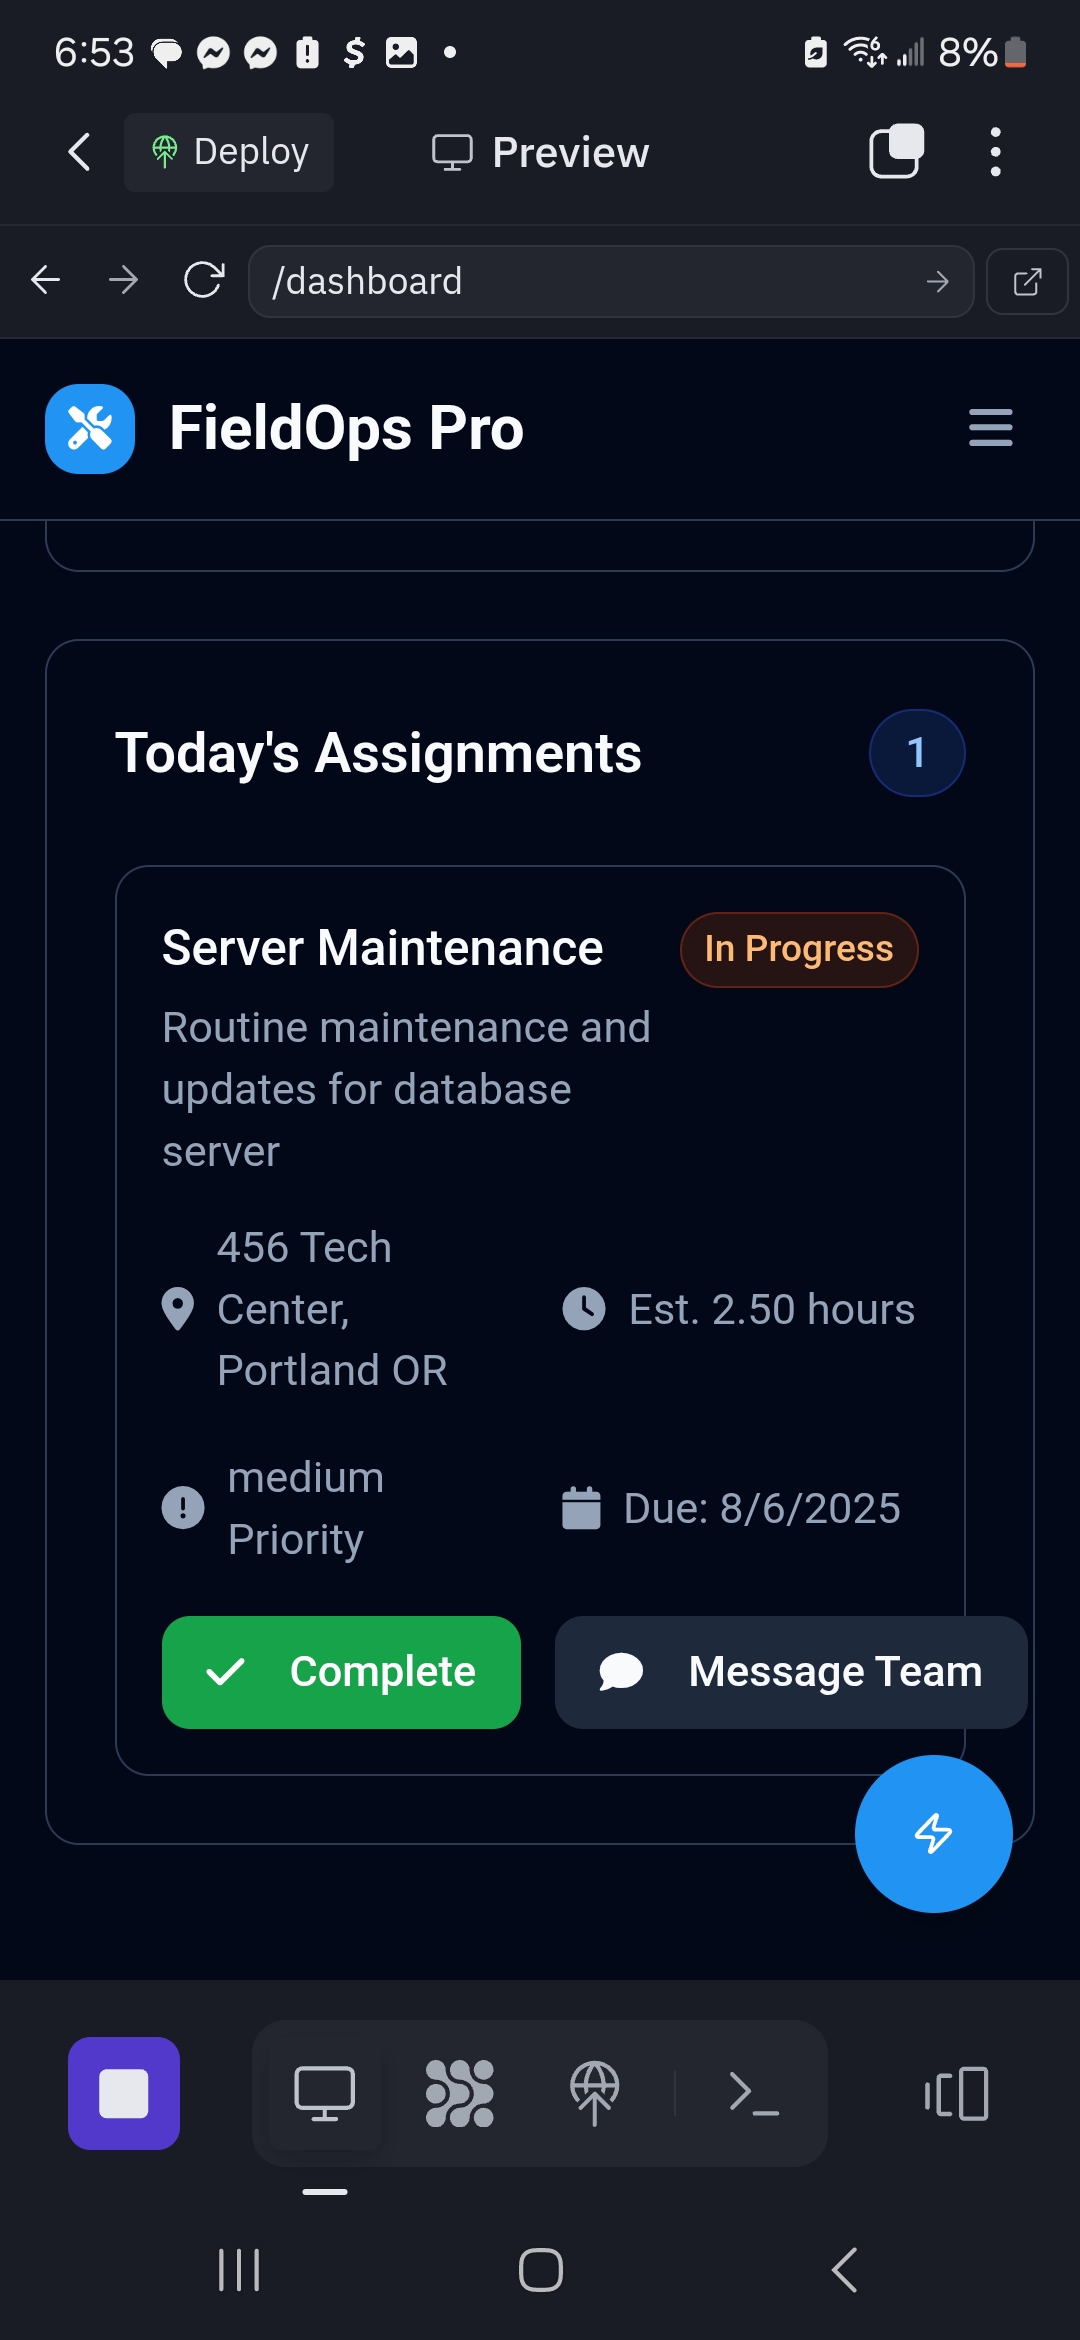 6:53
8%
Deploy
Preview
/dashboard
FieldOps Pro
Today's Assignments
1
Server Maintenance
In Progress
Routine maintenance and
updates for database
server
456 Tech
Center,
Portland OR
Est. 2.50 hours
medium
Priority
Due: 8/6/2025
Complete
Message Team